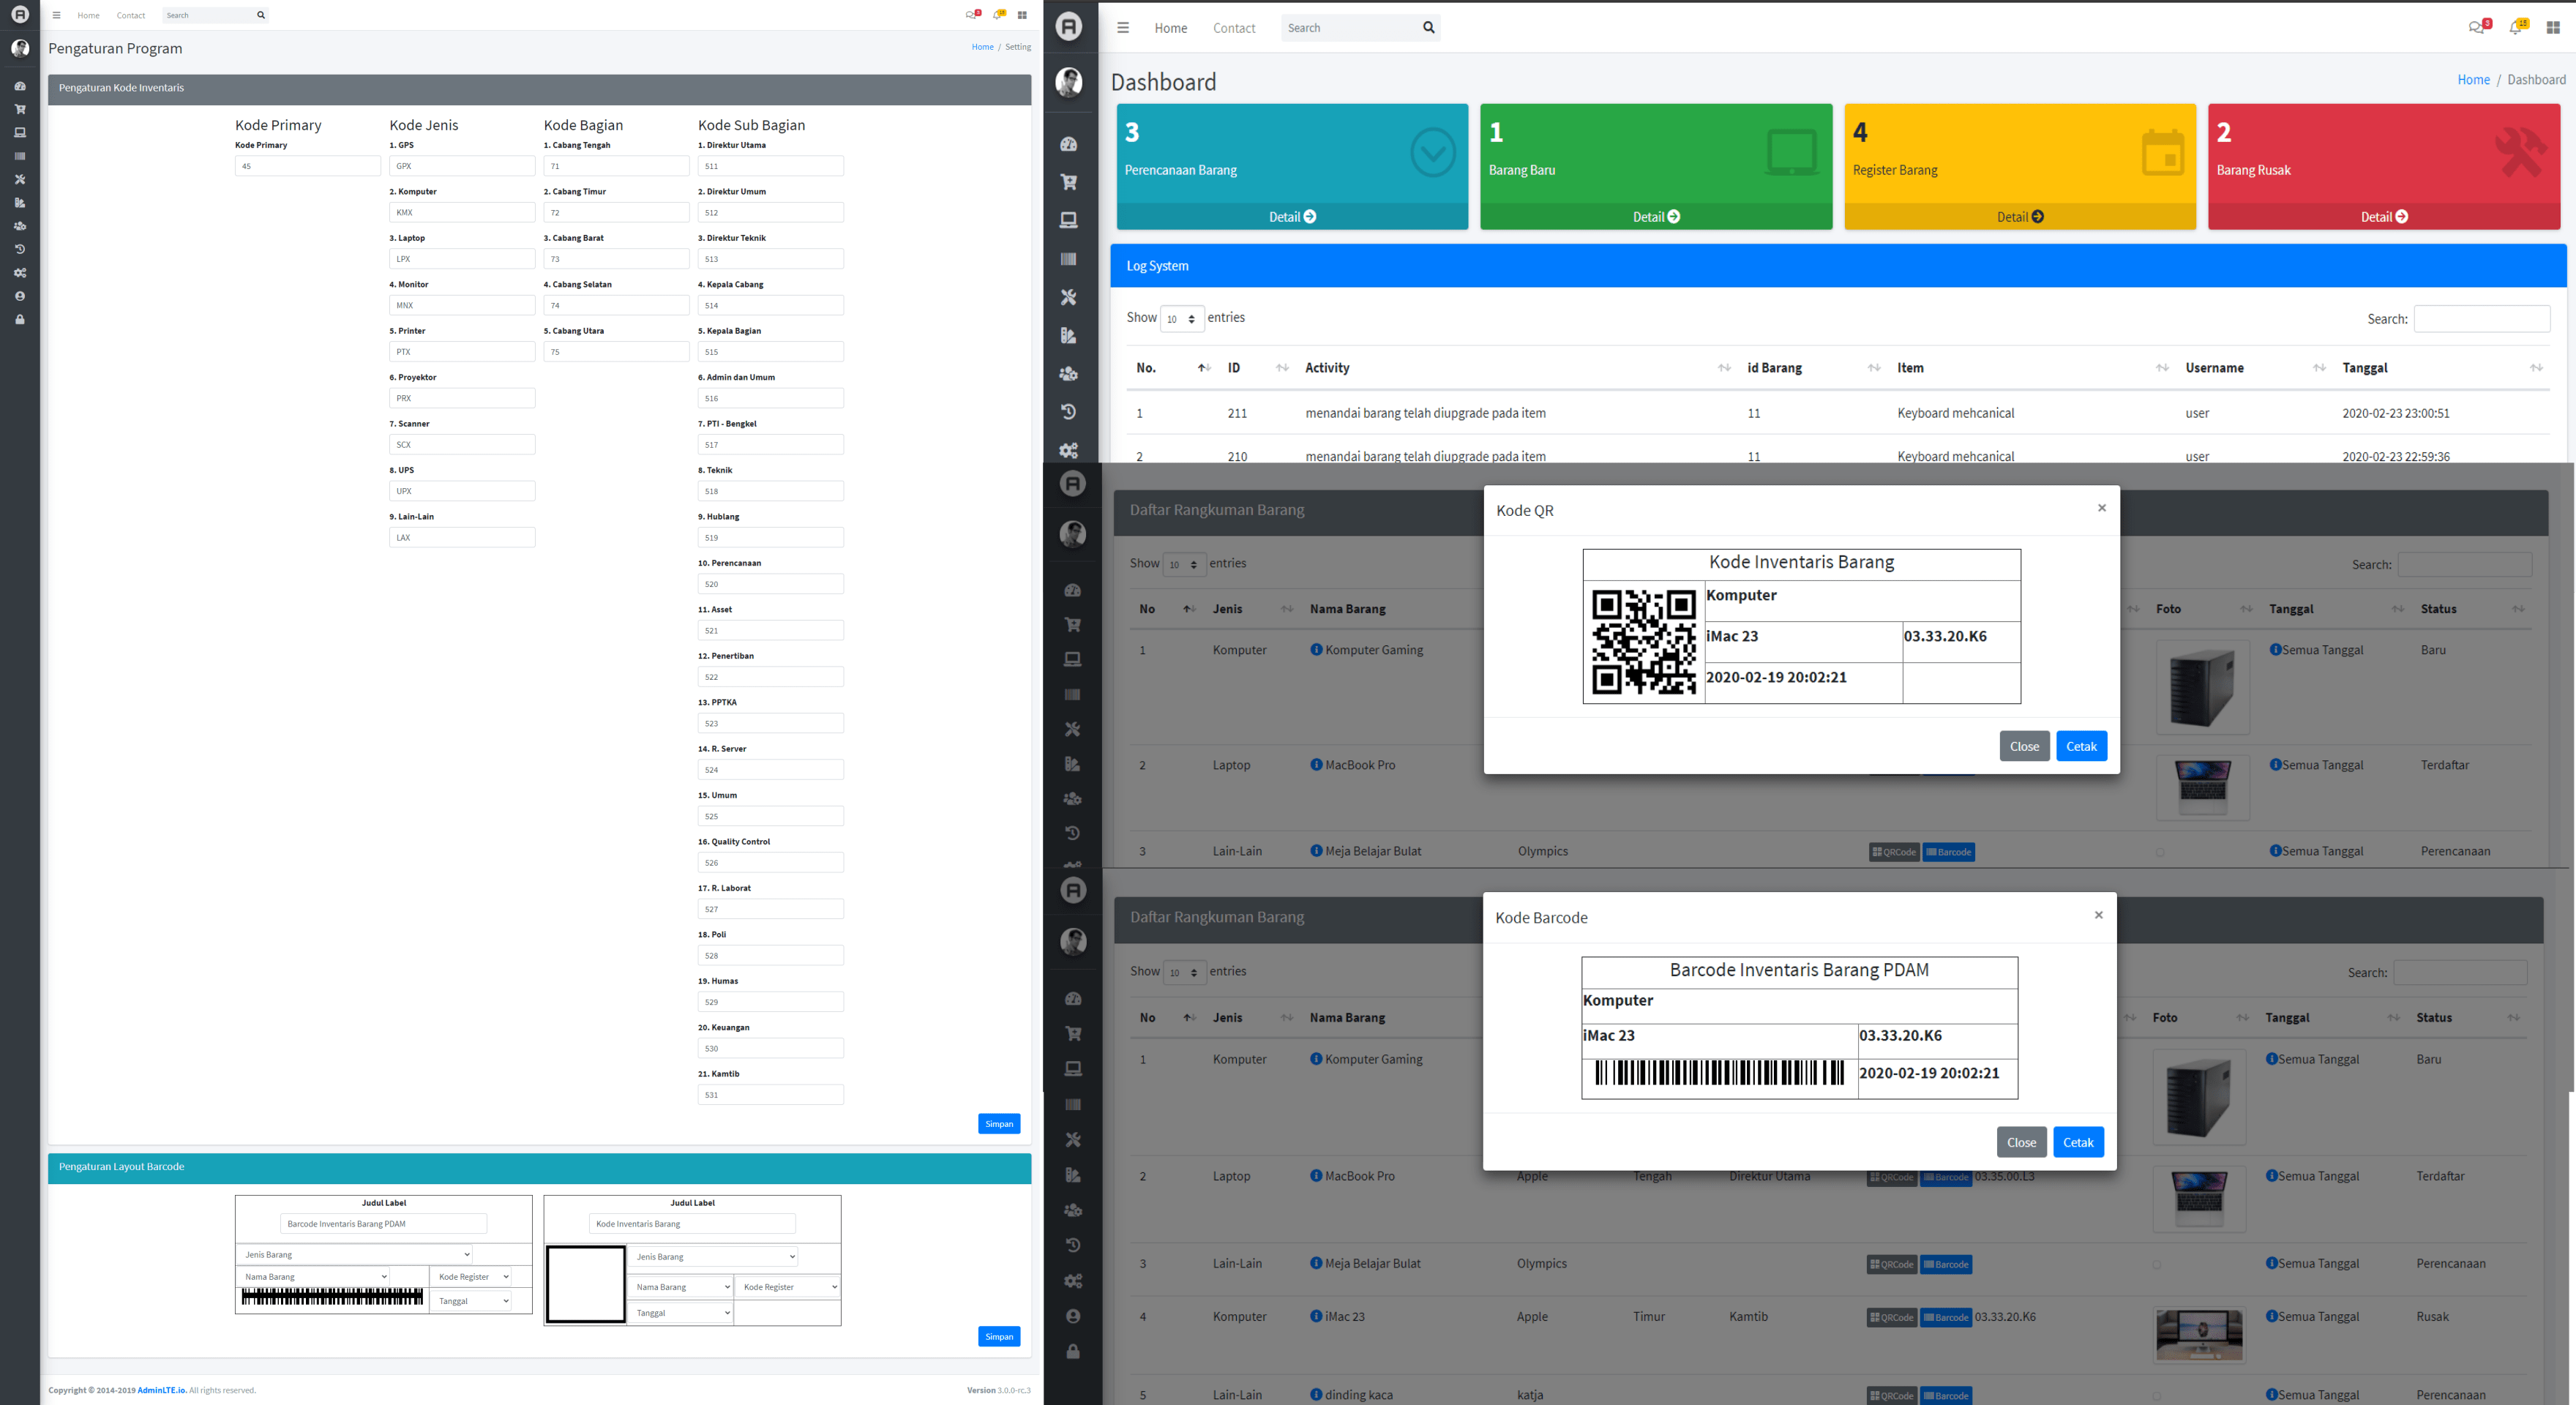 Home Contact Search 3 15
Pengaturan Program
Home / Setting
Pengaturan Kode Inventaris
Kode Primary
Kode Primary
45
Kode Jenis
1. GPS
GPX
2. Komputer
KMX
3. Laptop
LPX
4. Monitor
MNX
5. Printer
PTX
6. Proyektor
PRX
7. Scanner
SCX
8. UPS
UPX
9. Lain-Lain
LAX
Kode Bagian
1. Cabang Tengah
71
2. Cabang Timur
72
3. Cabang Barat
73
4. Cabang Selatan
74
5. Cabang Utara
75
Kode Sub Bagian
1. Direktur Utama
511
2. Direktur Umum
512
3. Direktur Teknik
513
4. Kepala Cabang
514
5. Kepala Bagian
515
6. Admin dan Umum
516
7. PTI - Bengkel
517
8. Teknik
518
9. Hublang
519
10. Perencanaan
520
11. Asset
521
12. Penertiban
522
13. PPTKA
523
14. R. Server
524
15. Umum
525
16. Quality Control
526
17. R. Laborat
527
18. Poli
528
19. Humas
529
20. Keuangan
530
21. Kamtib
531
Simpan
Pengaturan Layout Barcode
Judul Label
Barcode Inventaris Barang PDAM
Jenis Barang
Nama Barang Kode Register
Tanggal
Judul Label
Kode Inventaris Barang
Jenis Barang
Nama Barang Kode Register
Tanggal
Simpan
Copyright © 2014-2019 AdminLTE.io. All rights reserved.
Version 3.0.0-rc.3
Home Contact Search 3 15
Dashboard
Home / Dashboard
3
Perencanaan Barang
Detail
1
Barang Baru
Detail
4
Register Barang
Detail
2
Barang Rusak
Detail
Log System
Show 10 entries
Search:
No. ID Activity id Barang Item Username Tanggal
1 211 menandai barang telah diupgrade pada item 11 Keyboard mehcanical user 2020-02-23 23:00:51
2 210 menandai barang telah diupgrade pada item 11 Keyboard mehcanical user 2020-02-23 22:59:36
Daftar Rangkuman Barang
Show 10 entries
Search:
No Jenis Nama Barang Foto Tanggal Status
1 Komputer Komputer Gaming Semua Tanggal Baru
2 Laptop MacBook Pro Semua Tanggal Terdaftar
3 Lain-Lain Meja Belajar Bulat Olympics QRCode Barcode Semua Tanggal Perencanaan
Kode QR ×
Kode Inventaris Barang
Komputer
iMac 23 03.33.20.K6
2020-02-19 20:02:21
Close Cetak
Daftar Rangkuman Barang
Show 10 entries
Search:
No Jenis Nama Barang Foto Tanggal Status
1 Komputer Komputer Gaming Semua Tanggal Baru
2 Laptop MacBook Pro Apple Tengah Direktur Utama QRCode Barcode 03.35.00.L3 Semua Tanggal Terdaftar
3 Lain-Lain Meja Belajar Bulat Olympics QRCode Barcode Semua Tanggal Perencanaan
4 Komputer iMac 23 Apple Timur Kamtib QRCode Barcode 03.33.20.K6 Semua Tanggal Rusak
5 Lain-Lain dinding kaca katja QRCode Barcode Semua Tanggal Perencanaan
Kode Barcode ×
Barcode Inventaris Barang PDAM
Komputer
iMac 23 03.33.20.K6
2020-02-19 20:02:21
Close Cetak